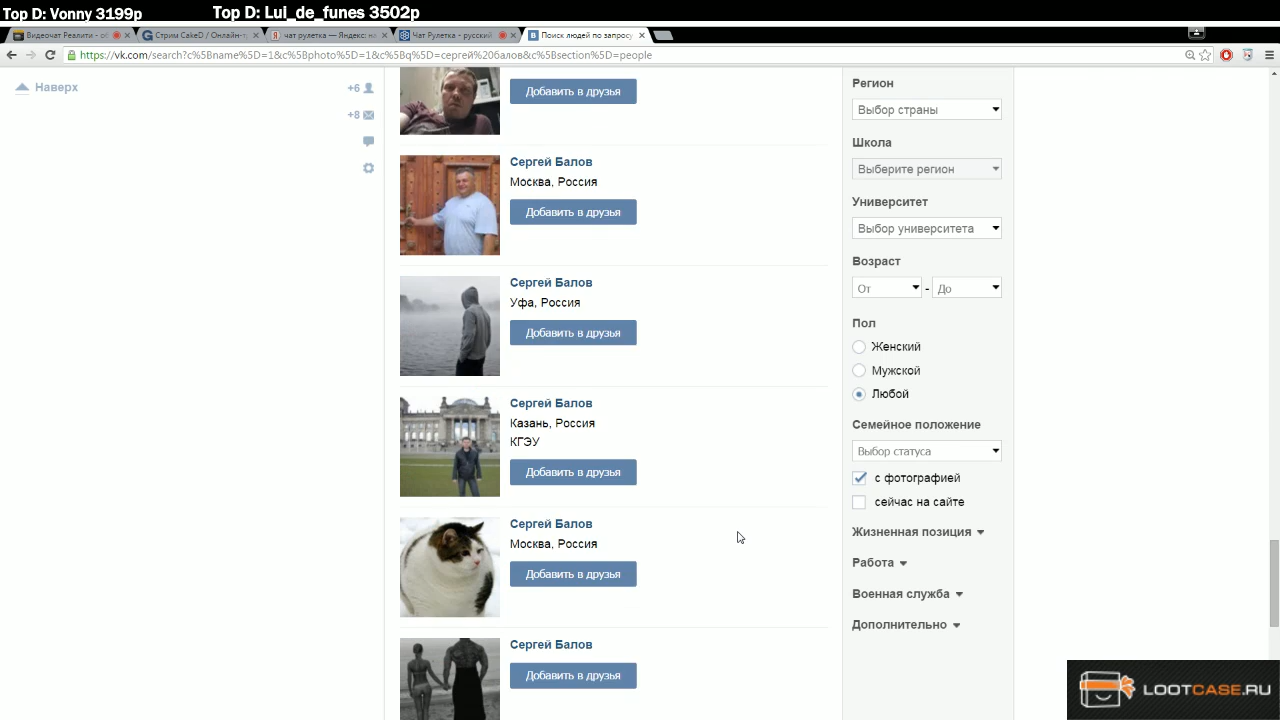 Top D: Vonny 3199p
Top D: Lui_de_funes 3502p
Видеочат Реалити - об
Стрим CakeD / Онлайн-т
чат рулетка — Яндекс: на
Чат Рулетка - русский
Поиск людей по запросу
https://vk.com/search?c%5Bname%5D=1&c%5Bphoto%5D=1&c%5Bq%5D=сергей%20балов&c%5Bsection%5D=people
Наверх
+6
+8
Добавить в друзья
Сергей Балов
Москва, Россия
Добавить в друзья
Сергей Балов
Уфа, Россия
Добавить в друзья
Сергей Балов
Казань, Россия
КГЭУ
Добавить в друзья
Сергей Балов
Москва, Россия
Добавить в друзья
Сергей Балов
Добавить в друзья
Регион
Выбор страны
Школа
Выберите регион
Университет
Выбор университета
Возраст
От - До
Пол
Женский
Мужской
Любой
Семейное положение
Выбор статуса
с фотографией
сейчас на сайте
Жизненная позиция
Работа
Военная служба
Дополнительно
LOOTCASE.RU